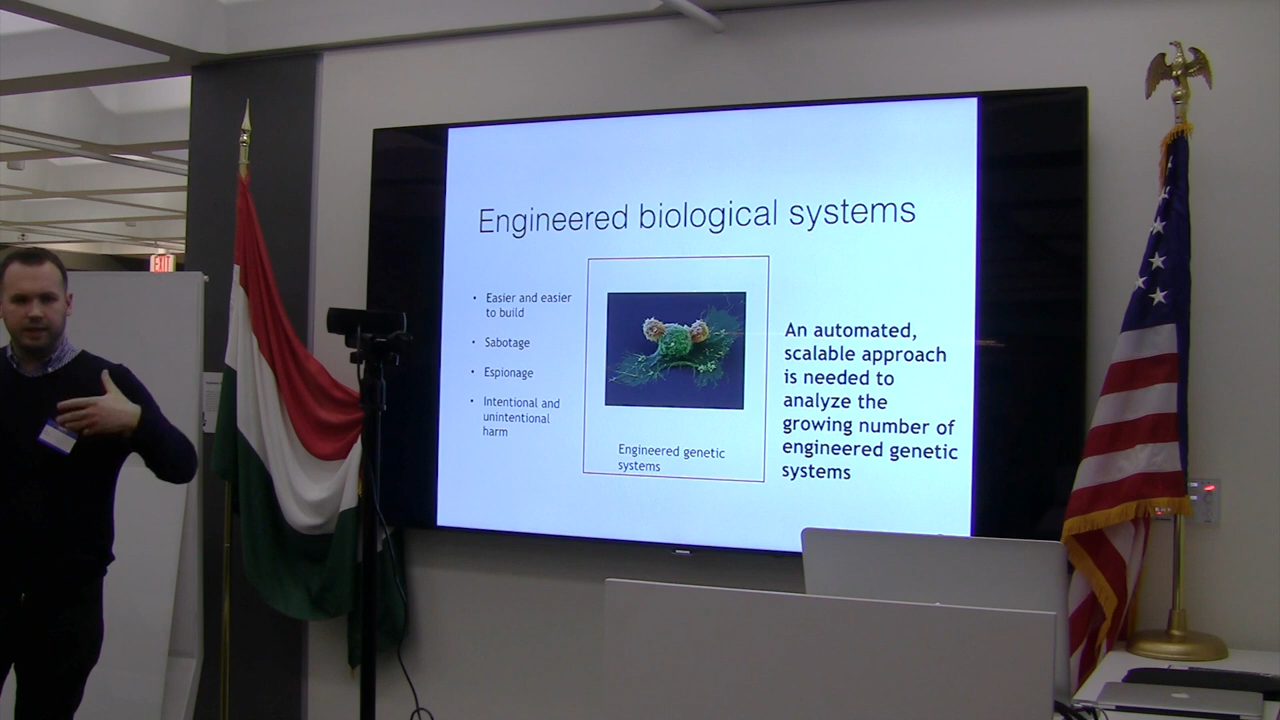 EXIT
Engineered biological systems
• Easier and easier
to build
• Sabotage
• Espionage
• Intentional and
unintentional
harm
Engineered genetic
systems
An automated,
scalable approach
is needed to
analyze the
growing number of
engineered genetic
systems
SAMSUNG